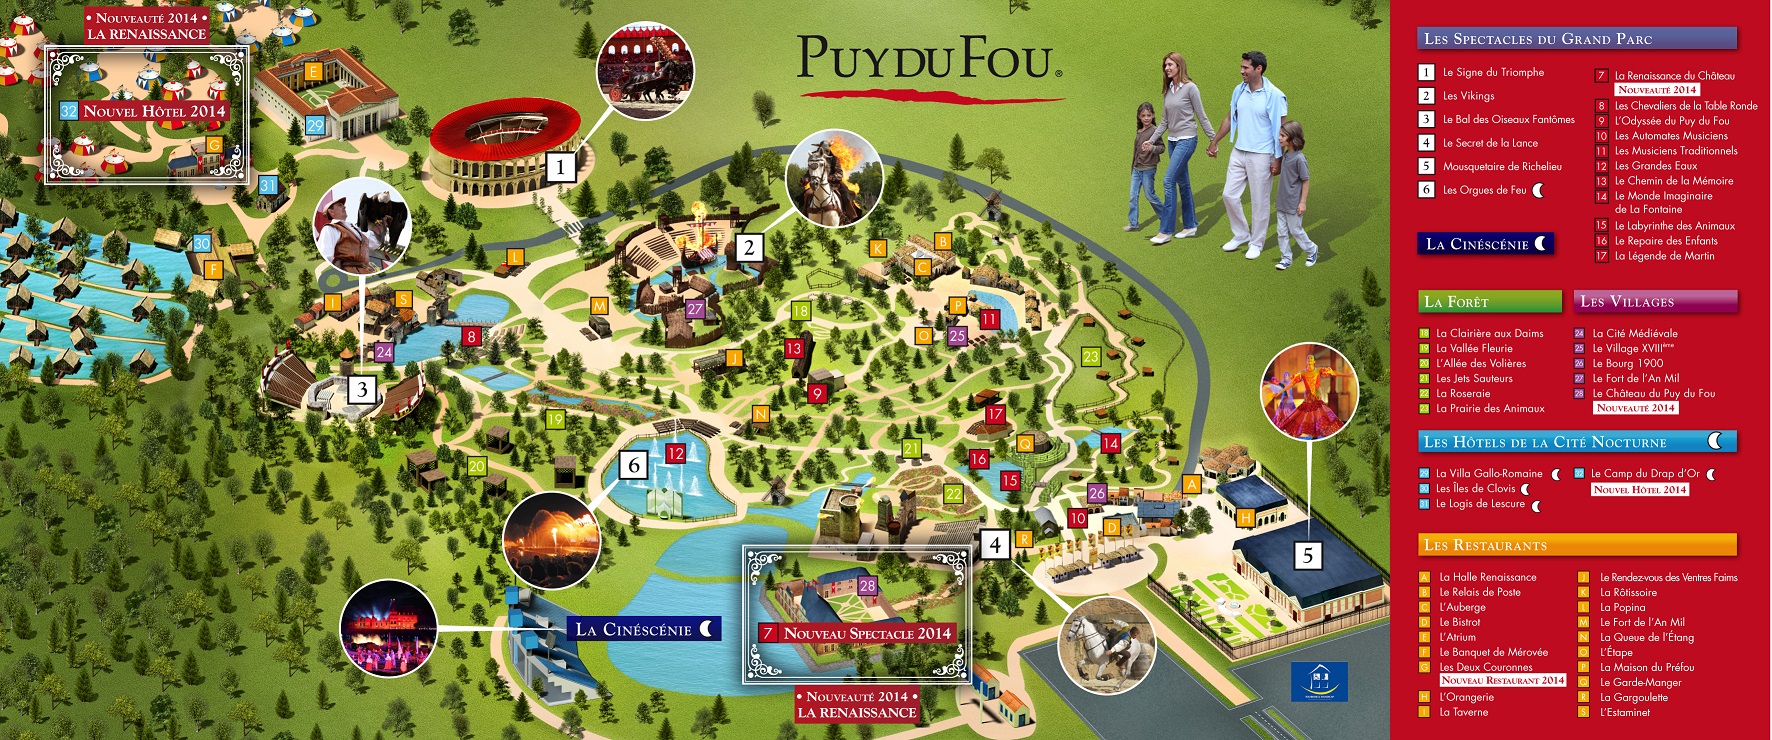 • Nouveauté 2014 •
La Renaissance
32 Nouvel Hôtel 2014
E
29
G
31
30
F
Puy du Fou®
1
2
3
I
S
L
24
8
M
27
K
B
C
18
P
11
O
25
13
J
9
23
19
N
20
6
12
21
17
Q
14
16
15
22
26
A
10
D
H
4
R
5
28
7 Nouveau Spectacle 2014
• Nouveauté 2014 •
La Renaissance
La Cinéscénie
Les Spectacles du Grand Parc
1 Le Signe du Triomphe
2 Les Vikings
3 Le Bal des Oiseaux Fantômes
4 Le Secret de la Lance
5 Mousquetaire de Richelieu
6 Les Orgues de Feu
7 La Renaissance du Château
Nouveauté 2014
8 Les Chevaliers de la Table Ronde
9 L'Odyssée du Puy du Fou
10 Les Automates Musiciens
11 Les Musiciens Traditionnels
12 Les Grandes Eaux
13 Le Chemin de la Mémoire
14 Le Monde Imaginaire
de La Fontaine
15 Le Labyrinthe des Animaux
16 Le Repaire des Enfants
17 La Légende de Martin
La Cinéscénie
La Forêt
18 La Clairière aux Daims
19 La Vallée Fleurie
20 L'Allée des Volières
21 Les Jets Sauteurs
22 La Roseraie
23 La Prairie des Animaux
Les Villages
24 La Cité Médiévale
25 Le Village XVIIIème
26 Le Bourg 1900
27 Le Fort de l'An Mil
28 Le Château du Puy du Fou
Nouveauté 2014
Les Hôtels de la Cité Nocturne
29 La Villa Gallo-Romaine
30 Les Îles de Clovis
31 Le Logis de Lescure
32 Le Camp du Drap d'Or
Nouvel Hôtel 2014
Les Restaurants
A La Halle Renaissance
B Le Relais de Poste
C L'Auberge
D Le Bistrot
E L'Atrium
F Le Banquet de Mérovée
G Les Deux Couronnes
Nouveau Restaurant 2014
H L'Orangerie
I La Taverne
J Le Rendez-vous des Ventres Faims
K La Rôtissoire
L La Popina
M Le Fort de l'An Mil
N La Queue de l'Étang
O L'Étape
P La Maison du Préfou
Q Le Garde-Manger
R La Gargoulette
S L'Estaminet